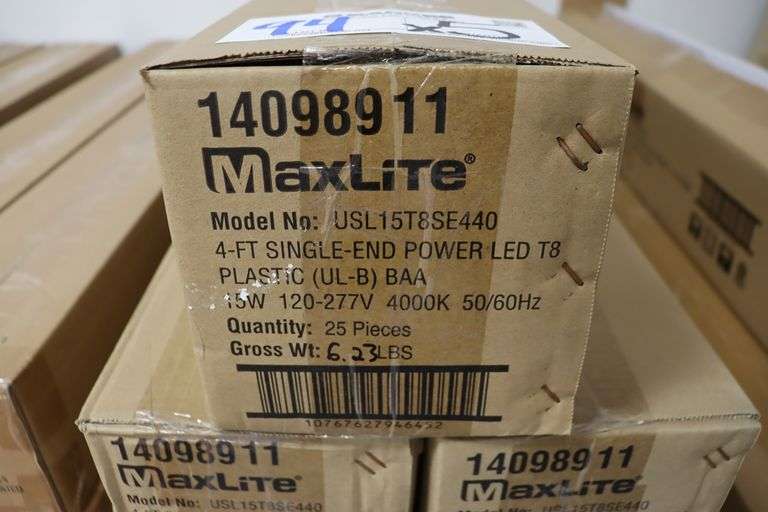 x5
14098911
MAXLITE®
Model No: USL15T8SE440
4-FT SINGLE-END POWER LED T8
PLASTIC (UL-B) BAA
15W 120-277V 4000K 50/60Hz
Quantity: 25 Pieces
Gross Wt: 6.23 LBS
10767627946452
14098911
MAXLITE®
Model No: USL15T8SE440
14098911
MAXLITE®
Model No: USL15T8SE440